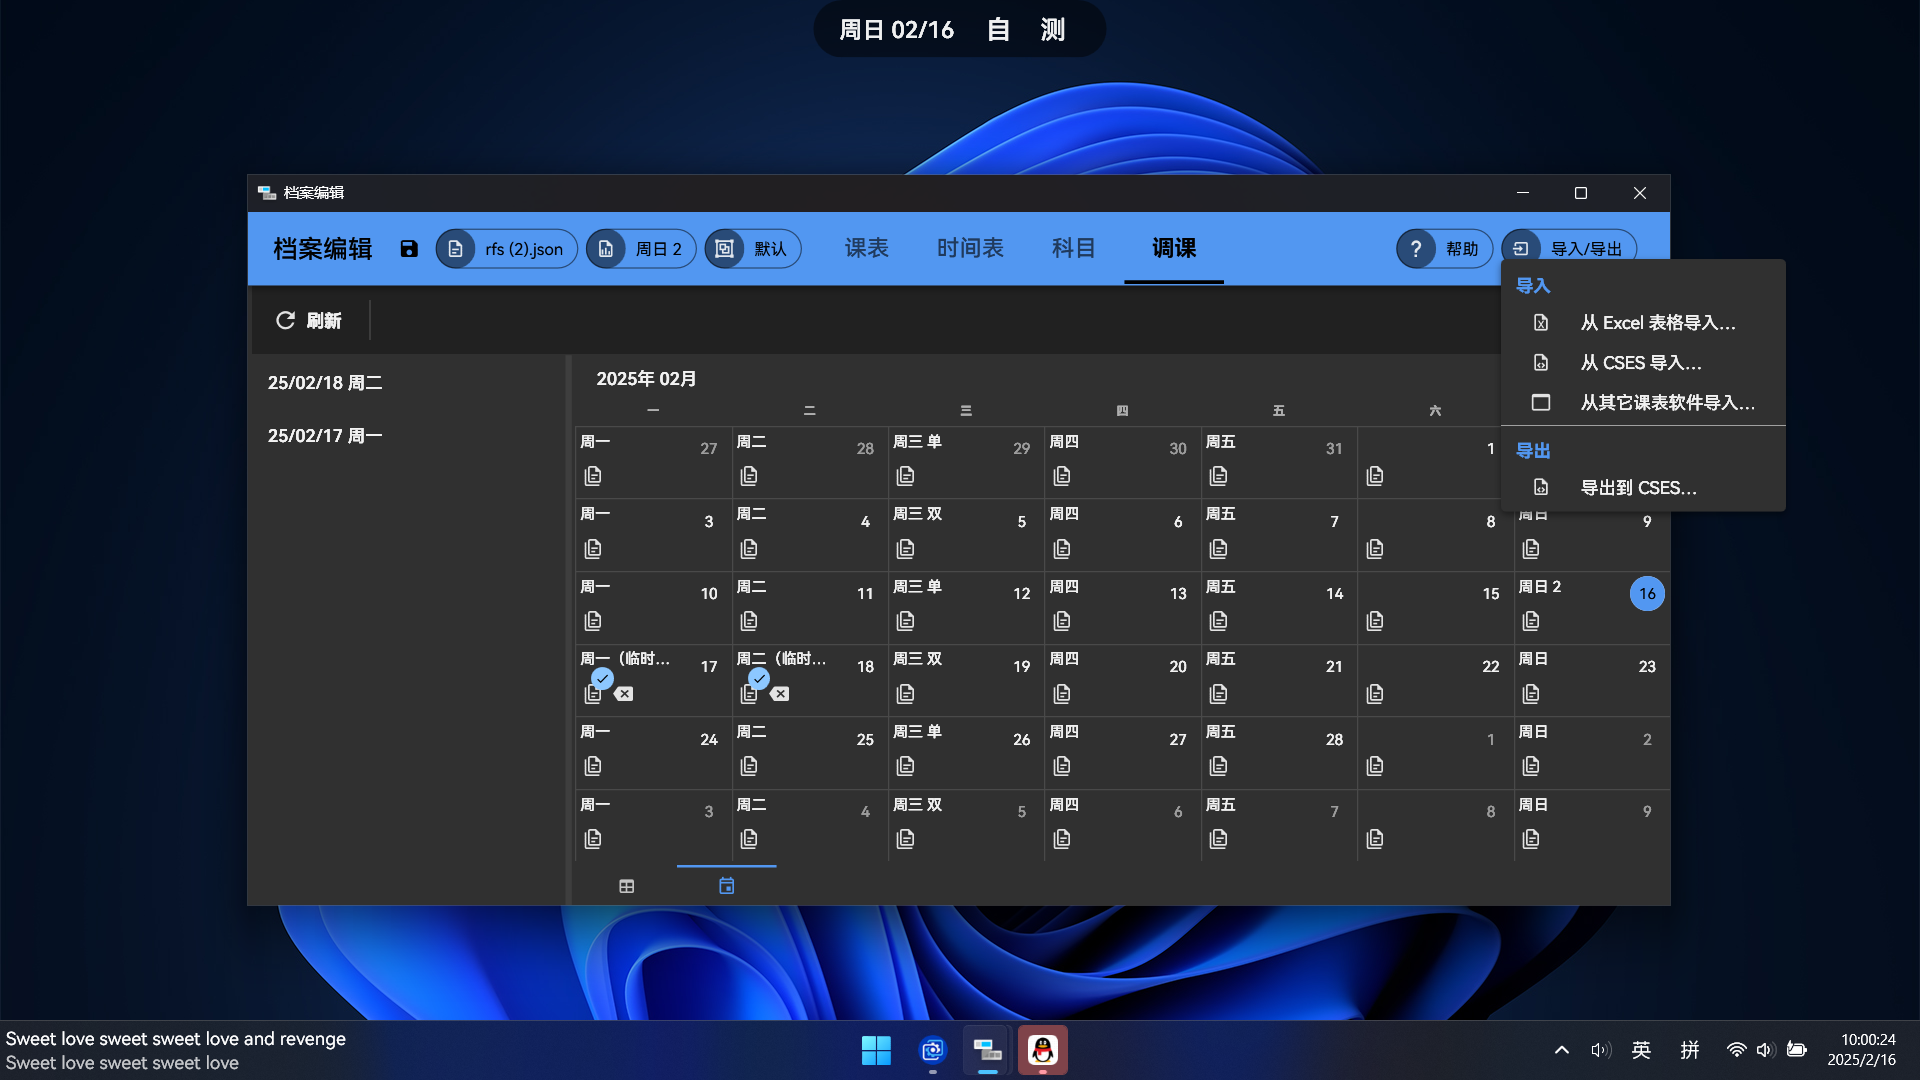 周日 02/16 自 测
档案编辑
档案编辑 rfs (2).json 周日 2 默认 课表 时间表 科目 调课 ? 帮助 导入/导出
导入
从 Excel 表格导入...
从 CSES 导入...
从其它课表软件导入...
导出
导出到 CSES...
刷新
25/02/18 周二
25/02/17 周一
2025年 02月
一 二 三 四 五 六
周一 27 周二 28 周三 单 29 周四 30 周五 31 1
周一 3 周二 4 周三 双 5 周四 6 周五 7 8 周日 9
周一 10 周二 11 周三 单 12 周四 13 周五 14 15 周日 2 16
周一（临时... 17 周二（临时... 18 周三 双 19 周四 20 周五 21 22 周日 23
周一 24 周二 25 周三 单 26 周四 27 周五 28 1 周日 2
周一 3 周二 4 周三 双 5 周四 6 周五 7 8 周日 9
Sweet love sweet sweet love and revenge
Sweet love sweet sweet love
英 拼
10:00:24
2025/2/16